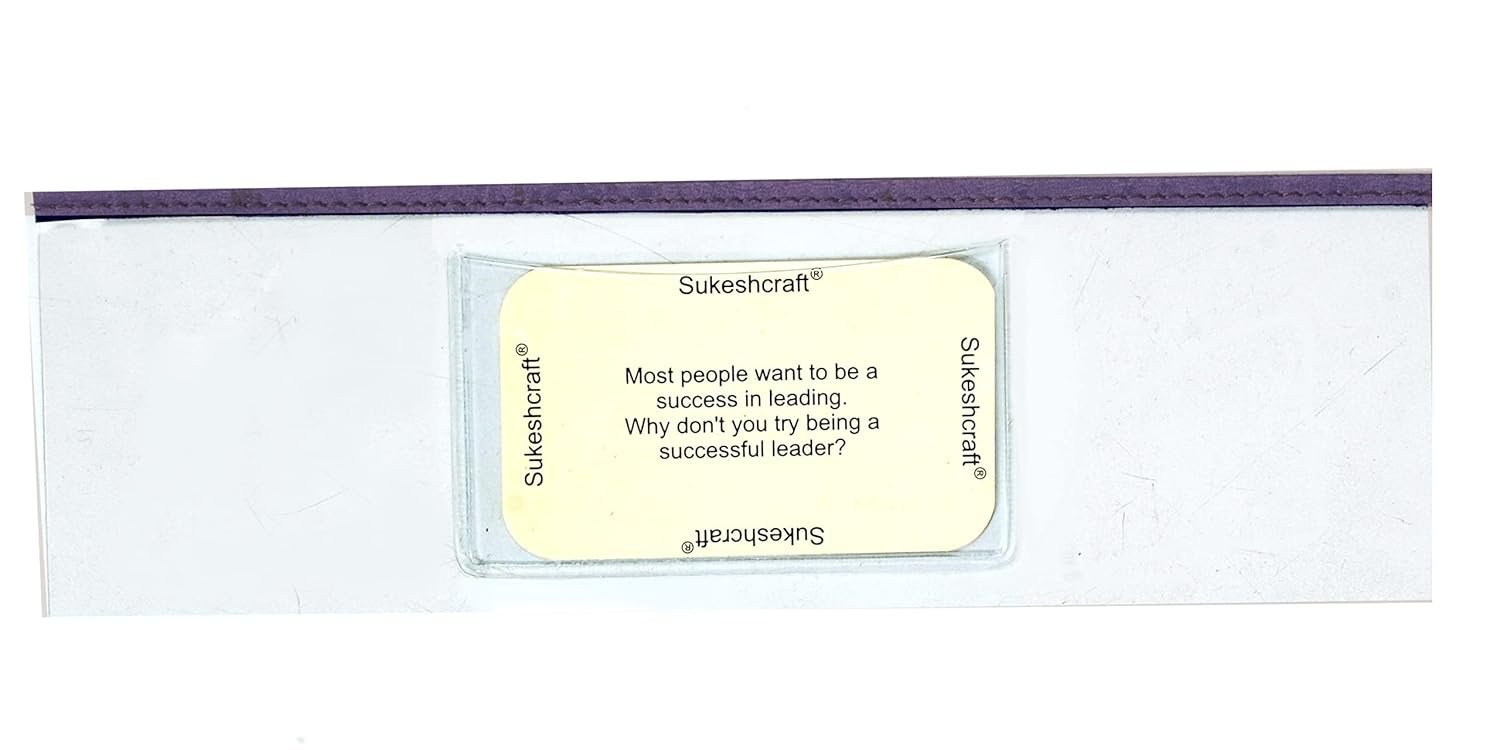 Sukeshcraft®
Sukeshcraft®
Most people want to be a
success in leading.
Why don't you try being a
successful leader?
Sukeshcraft®
Sukeshcraft®